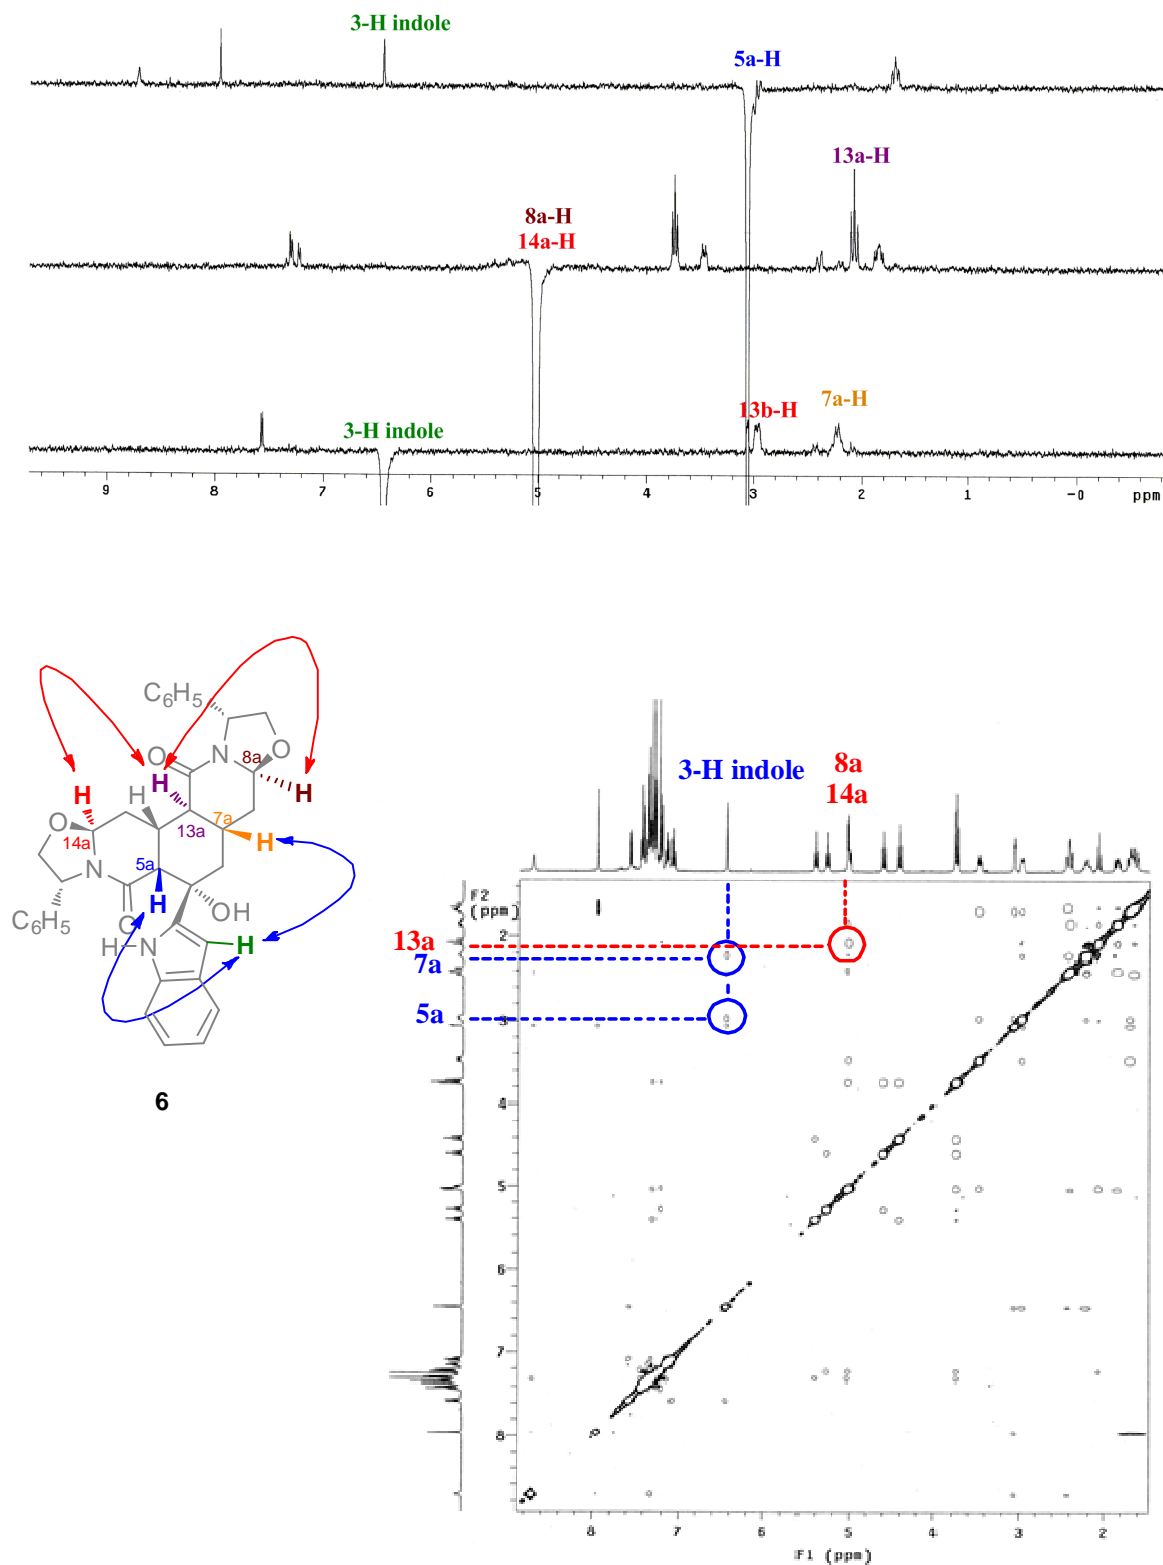 3-H indole
5a-H
13a-H
8a-H
14a-H
13b-H
7a-H
3-H indole
9 8 7 6 5 4 3 2 1 -0 ppm
C6H5
O
N
O
8a
H
H
H
H
13a
7a
H
O
14a
N
5a
H
O
OH
C6H5
H
N
H
6
3-H indole
8a
14a
F2
(ppm)
13a
7a
5a
2
3
4
5
6
7
8
8 7 6 5 4 3 2
F1 (ppm)